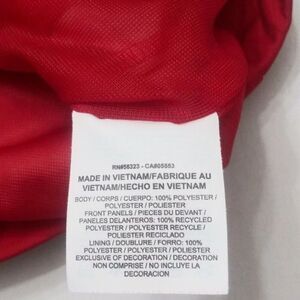 RN#56323 - CA#05553
MADE IN VIETNAM/FABRIQUE AU
VIETNAM/HECHO EN VIETNAM
BODY / CORPS / CUERPO: 100% POLYESTER /
POLYESTER / POLIESTER
FRONT PANELS / PIECES DU DEVANT /
PANELES DELANTEROS: 100% RECYCLED
POLYESTER / POLYESTER RECYCLE /
POLIESTER RECICLADO
LINING / DOUBLURE / FORRO: 100%
POLYESTER / POLYESTER / POLIESTER
EXCLUSIVE OF DECORATION / DECORATION
NON COMPRISE / NO INCLUYE LA
DECORACION